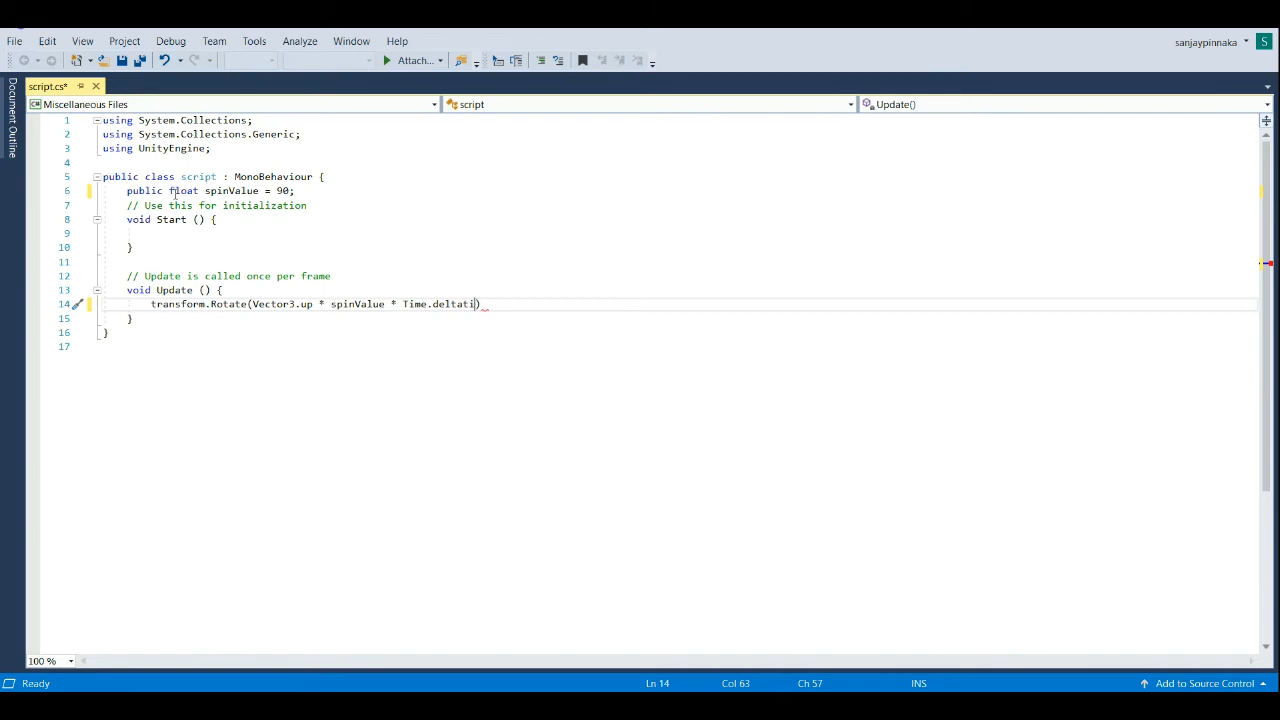 File Edit View Project Debug Team Tools Analyze Window Help
sanjaypinnaka S
Attach...
script.cs*
Document Outline
C# Miscellaneous Files script Update()
1 using System.Collections;
2 using System.Collections.Generic;
3 using UnityEngine;
4
5 public class script : MonoBehaviour {
6 public float spinValue = 90;
7 // Use this for initialization
8 void Start () {
9
10 }
11
12 // Update is called once per frame
13 void Update () {
14 transform.Rotate(Vector3.up * spinValue * Time.deltati)
15 }
16 }
17
100 %
Ready Ln 14 Col 63 Ch 57 INS Add to Source Control